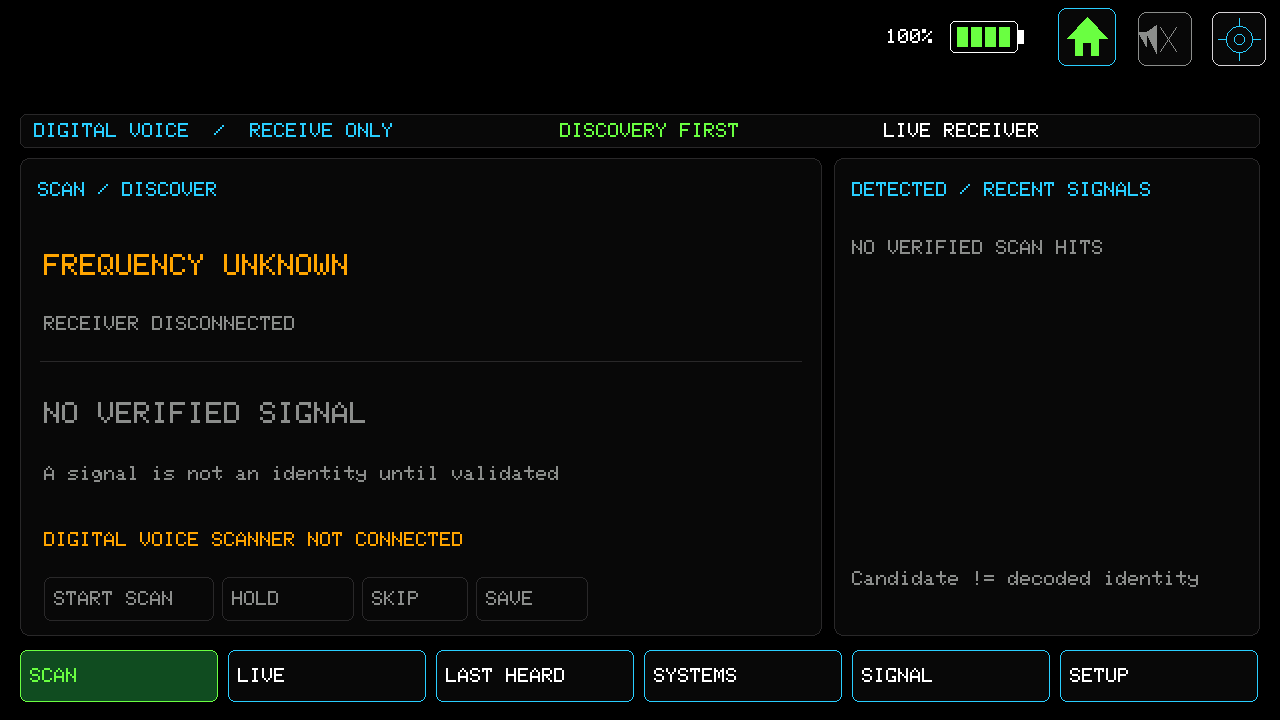 100%
DIGITAL VOICE / RECEIVE ONLY DISCOVERY FIRST LIVE RECEIVER
SCAN / DISCOVER
FREQUENCY UNKNOWN
RECEIVER DISCONNECTED
NO VERIFIED SIGNAL
A signal is not an identity until validated
DIGITAL VOICE SCANNER NOT CONNECTED
START SCAN HOLD SKIP SAVE
DETECTED / RECENT SIGNALS
NO VERIFIED SCAN HITS
Candidate != decoded identity
SCAN LIVE LAST HEARD SYSTEMS SIGNAL SETUP